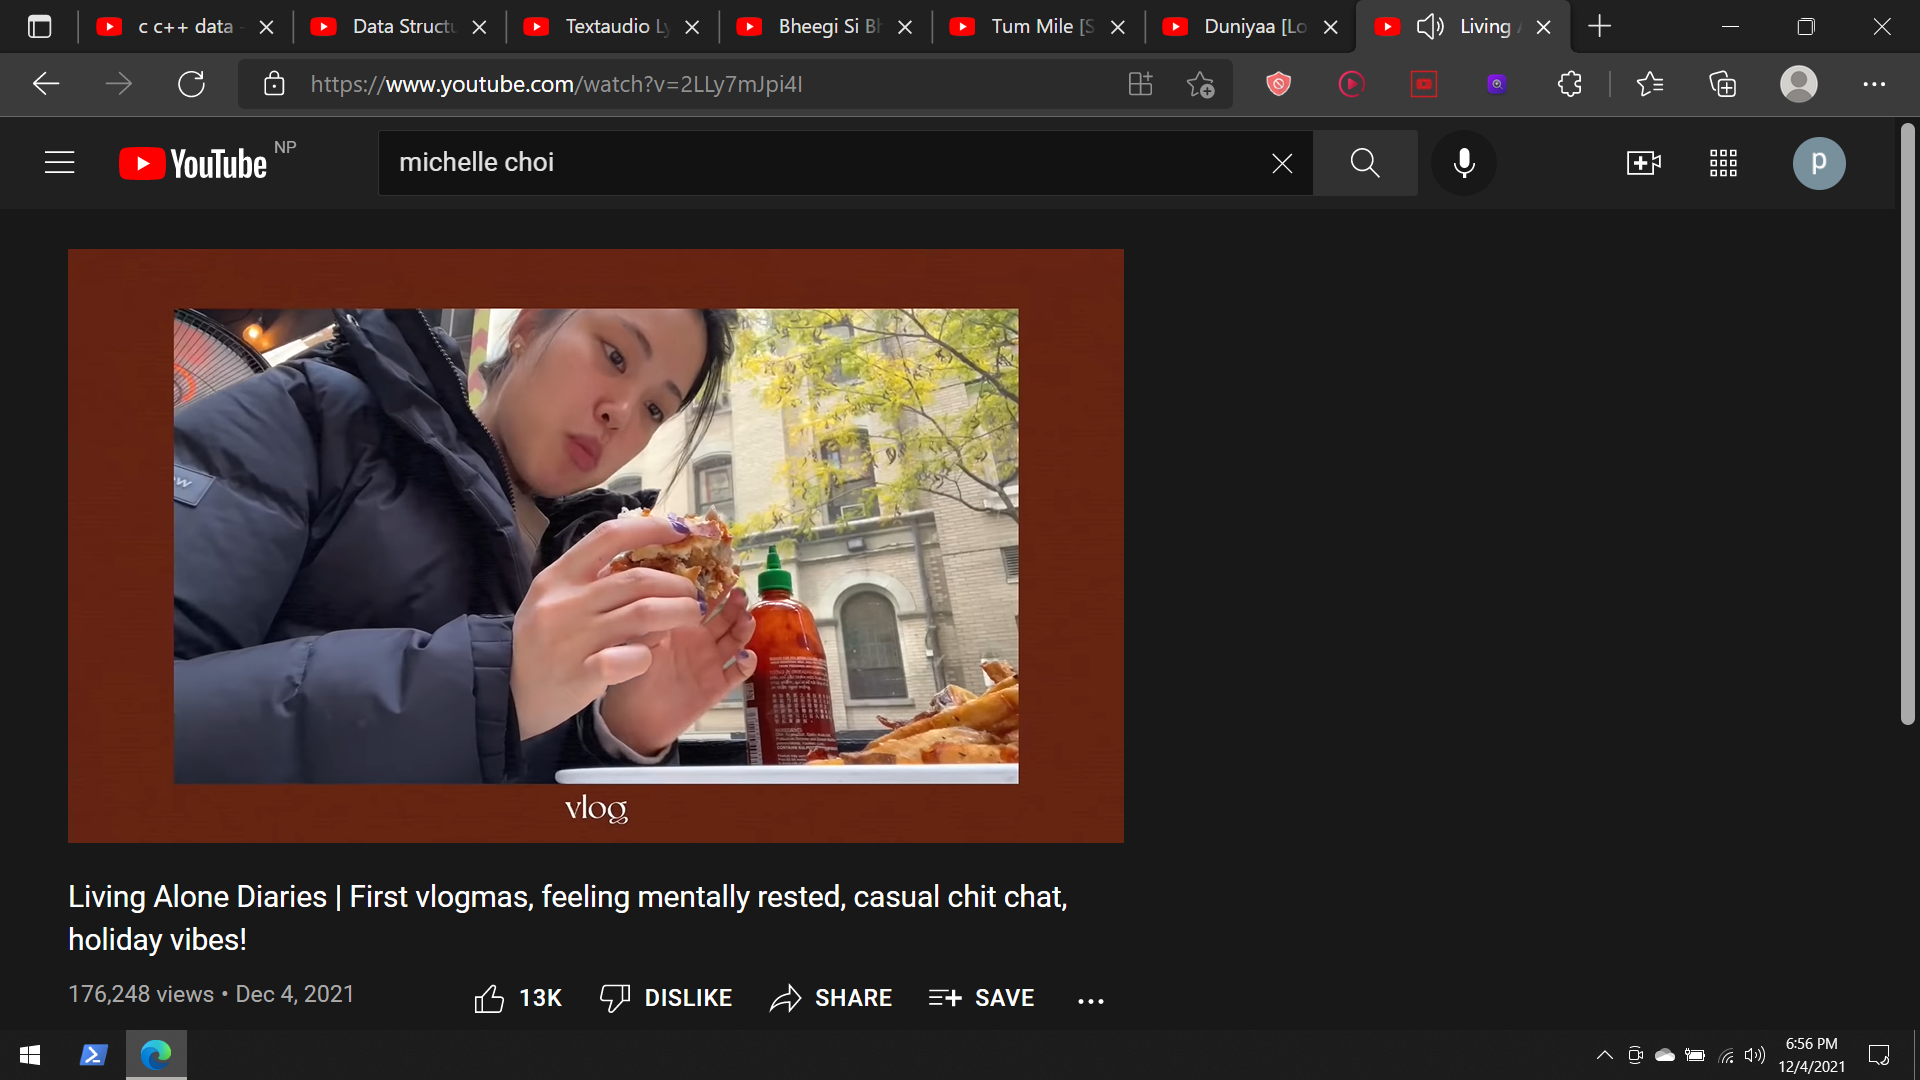 c c++ data
Data Structu
Textaudio Ly
Bheegi Si Bh
Tum Mile [S
Duniyaa [Lo
Living
https://www.youtube.com/watch?v=2LLy7mJpi4I
YouTube NP
michelle choi
p
vlog
Living Alone Diaries | First vlogmas, feeling mentally rested, casual chit chat,
holiday vibes!
176,248 views • Dec 4, 2021
13K
DISLIKE
SHARE
SAVE
6:56 PM
12/4/2021